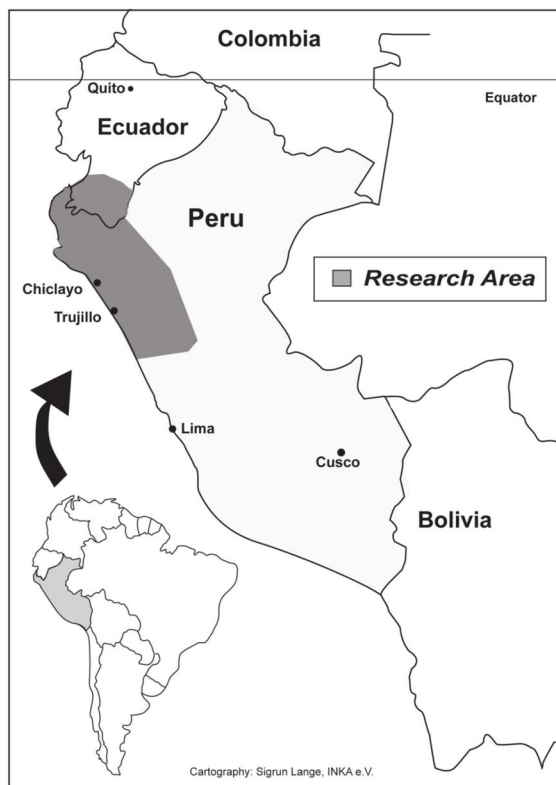 Colombia
Quito
Equator
Ecuador
Peru
Research Area
Chiclayo
Trujillo
Lima
Cusco
Bolivia
Cartography: Sigrun Lange, INKA e.V.